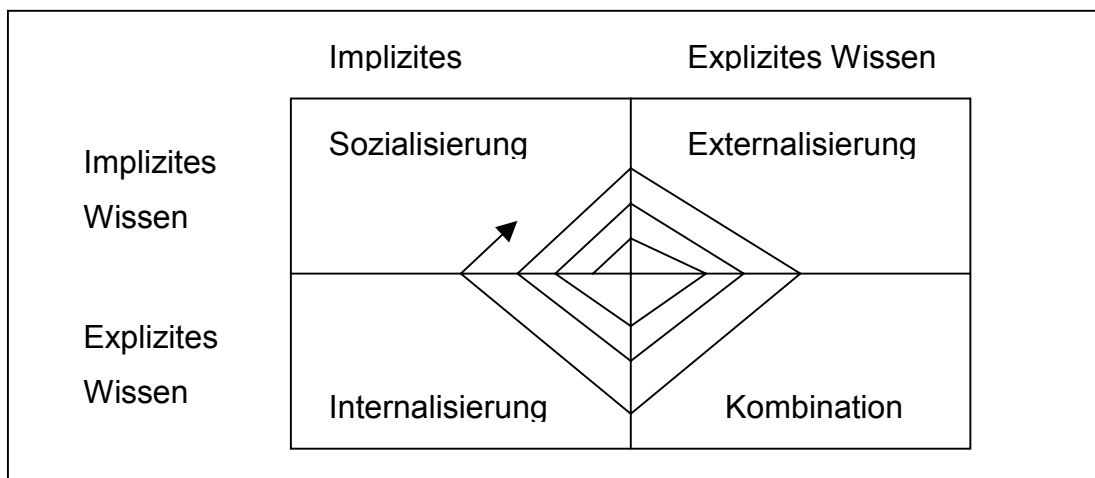 Implizites Explizites Wissen
Implizites
Wissen
Sozialisierung Externalisierung
Explizites
Wissen
Internalisierung Kombination